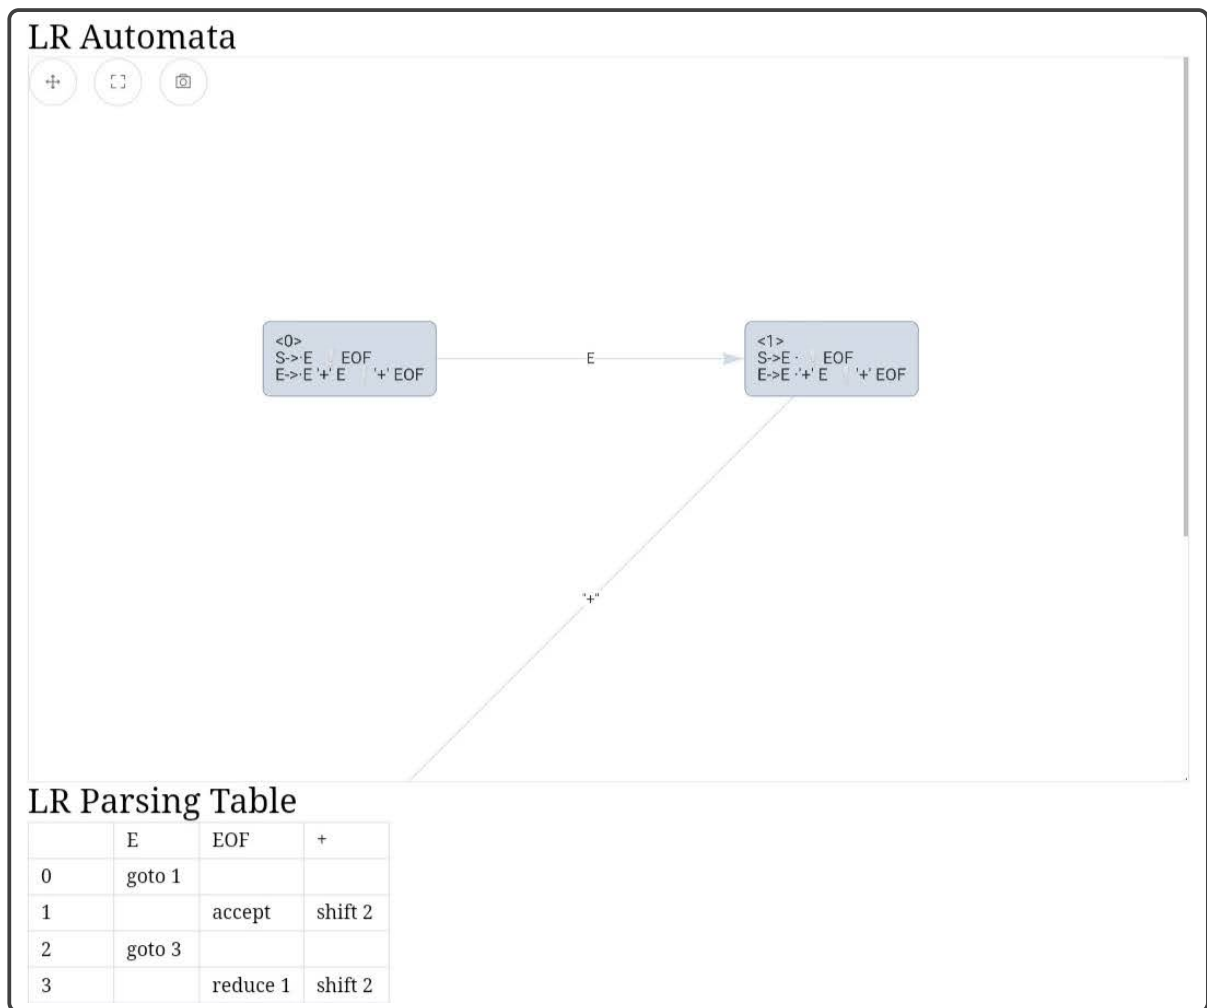 LR Automata
<0>
S->·E EOF
E->·E '+' E '+' EOF
E
<1>
S->E · EOF
E->E ·'+' E '+' EOF
"+"
LR Parsing Table
E EOF +
0 goto 1
1 accept shift 2
2 goto 3
3 reduce 1 shift 2